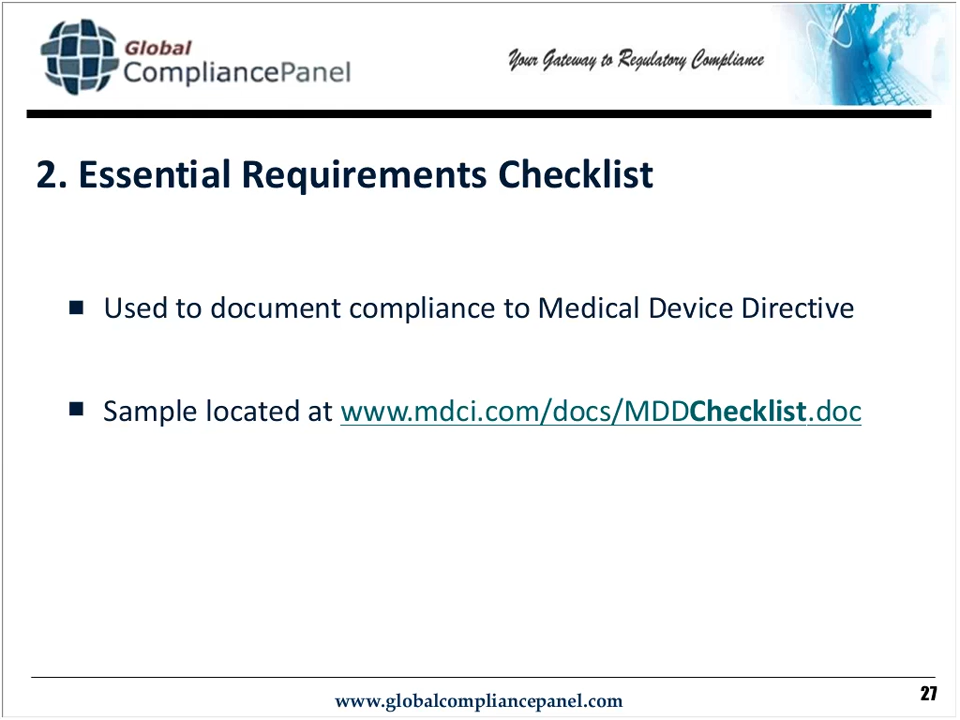 Global
CompliancePanel
Your Gateway to Regulatory Compliance
2. Essential Requirements Checklist
Used to document compliance to Medical Device Directive
Sample located at www.mdci.com/docs/MDDChecklist.doc
www.globalcompliancepanel.com
27